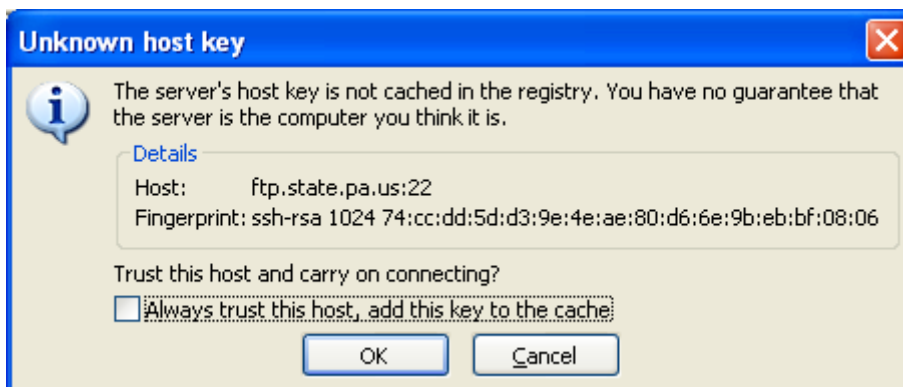 Unknown host key
The server's host key is not cached in the registry. You have no guarantee that
the server is the computer you think it is.
Details
Host: ftp.state.pa.us:22
Fingerprint: ssh-rsa 1024 74:cc:dd:5d:d3:9e:4e:ae:80:d6:6e:9b:eb:bf:08:06
Trust this host and carry on connecting?
Always trust this host, add this key to the cache
OK Cancel